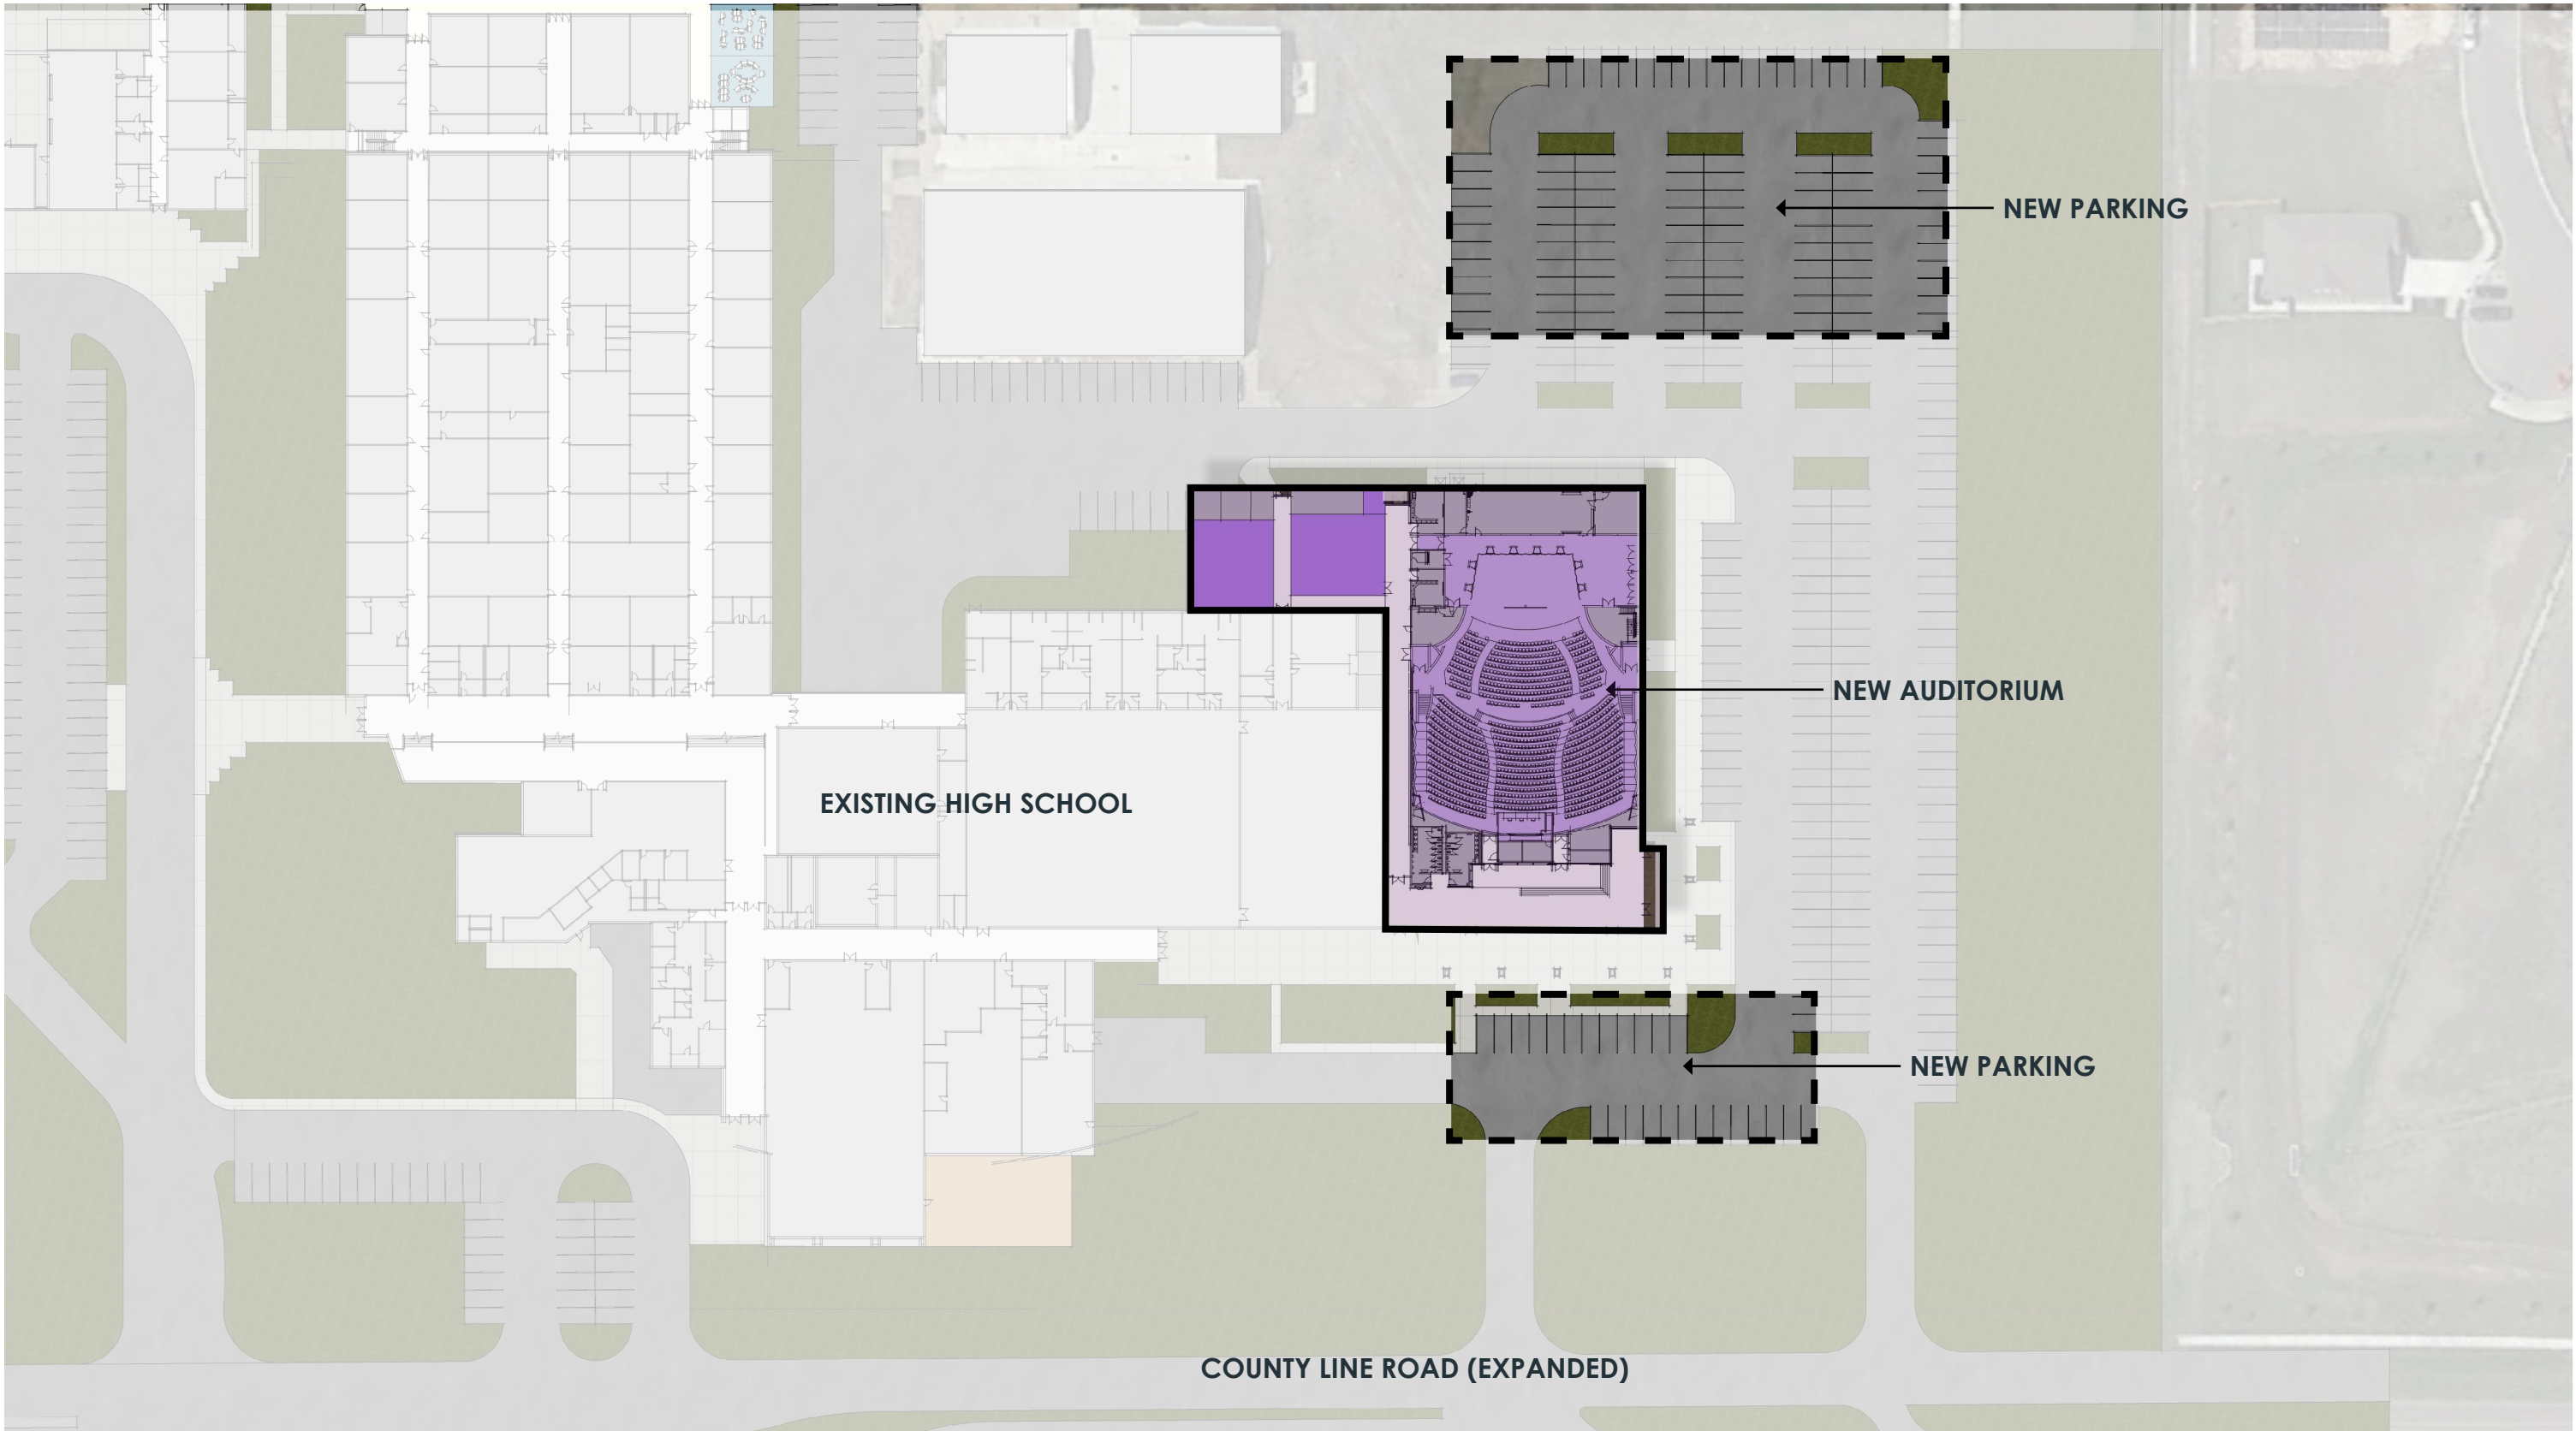 NEW PARKING
NEW AUDITORIUM
EXISTING HIGH SCHOOL
NEW PARKING
COUNTY LINE ROAD (EXPANDED)